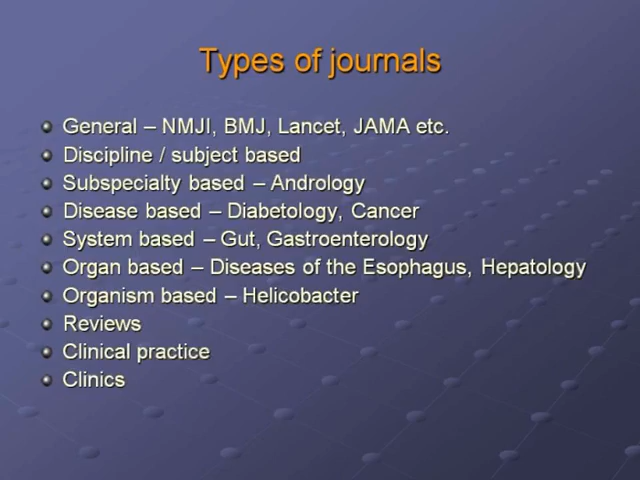 Types of journals
General – NMJI, BMJ, Lancet, JAMA etc.
Discipline / subject based
Subspecialty based – Andrology
Disease based – Diabetology, Cancer
System based – Gut, Gastroenterology
Organ based – Diseases of the Esophagus, Hepatology
Organism based – Helicobacter
Reviews
Clinical practice
Clinics